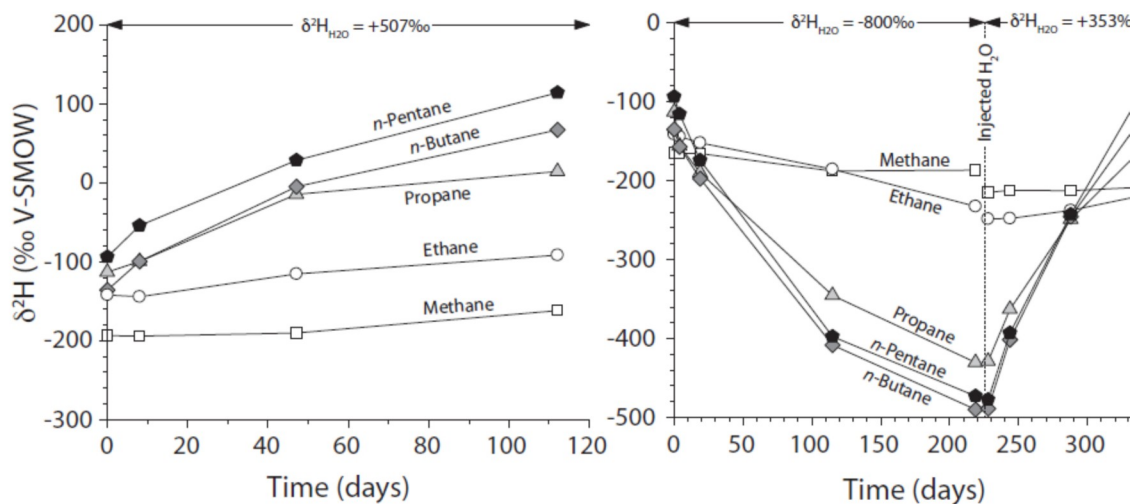 δ²H (‰ V-SMOW)
200
100
0
-100
-200
-300
δ²H_H2O = +507‰
n-Pentane
n-Butane
Propane
Ethane
Methane
0 20 40 60 80 100 120
Time (days)
0
-100
-200
-300
-400
-500
δ²H_H2O = -800‰
δ²H_H2O = +353%
Injected H₂O
Methane
Ethane
Propane
n-Pentane
n-Butane
0 50 100 150 200 250 300
Time (days)